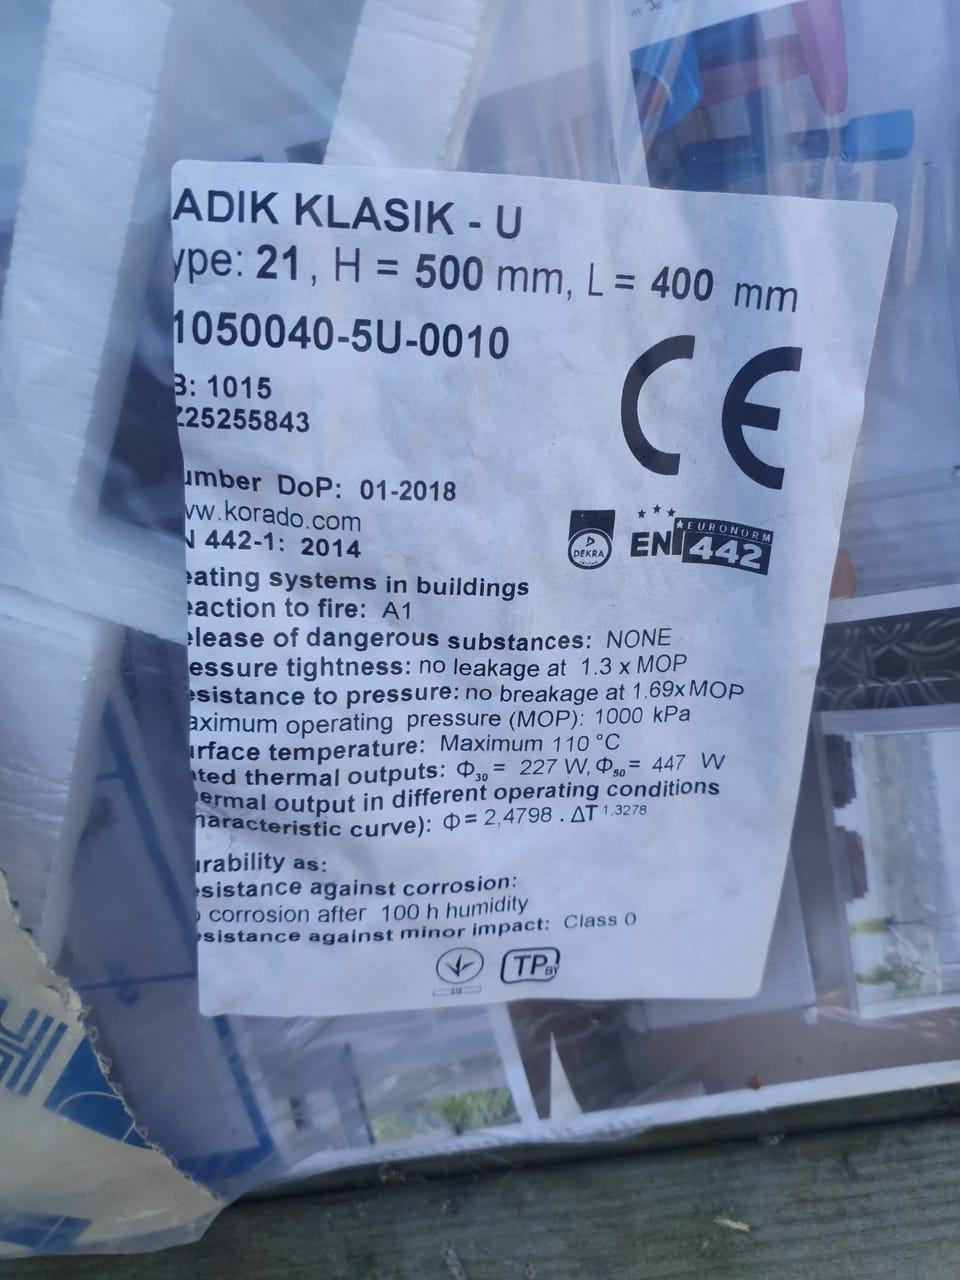 ADIK KLASIK - U
ype: 21, H = 500 mm, L = 400 mm
1050040-5U-0010
B: 1015
Z25255843
CE
umber DoP: 01-2018
ww.korado.com
N 442-1: 2014
DEKRA
EN 442
EURONORM
eating systems in buildings
eaction to fire: A1
elease of dangerous substances: NONE
essure tightness: no leakage at 1.3 x MOP
esistance to pressure: no breakage at 1.69xMOP
aximum operating pressure (MOP): 1000 kPa
urface temperature: Maximum 110 °C
ated thermal outputs: Φ₃₀ = 227 W, Φ₅₀ = 447 W
ermal output in different operating conditions
haracteristic curve): Φ = 2,4798 . ΔT 1,3278
urability as:
esistance against corrosion:
o corrosion after 100 h humidity
esistance against minor impact: Class 0
TP BY